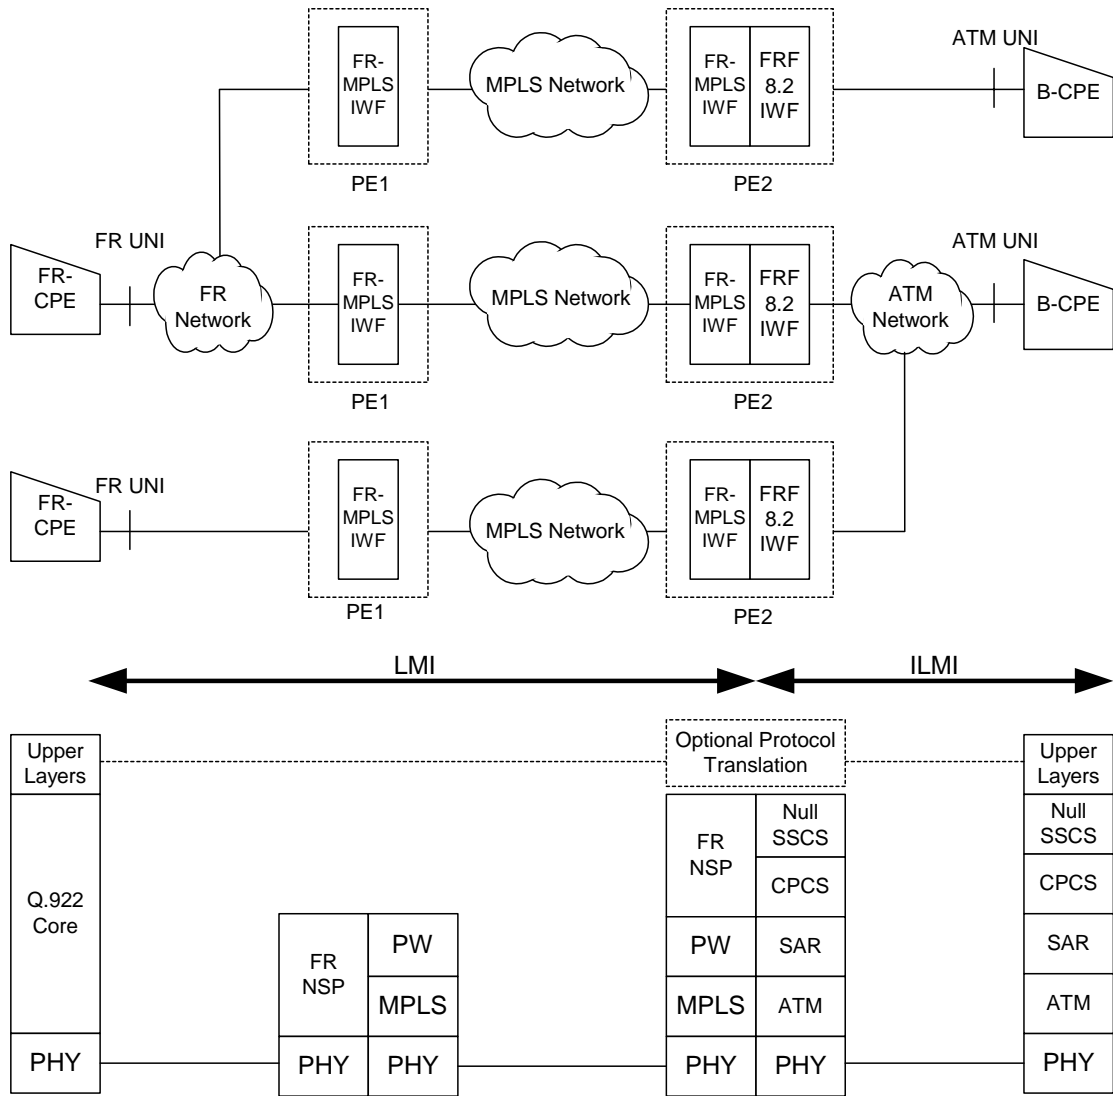 ATM UNI
FR-
MPLS
IWF
MPLS Network
FR-
MPLS
IWF
FRF
8.2
IWF
B-CPE
PE1
PE2
FR UNI
ATM UNI
FR-
CPE
FR
Network
FR-
MPLS
IWF
MPLS Network
FR-
MPLS
IWF
FRF
8.2
IWF
ATM
Network
B-CPE
PE1
PE2
FR UNI
FR-
CPE
FR-
MPLS
IWF
MPLS Network
FR-
MPLS
IWF
FRF
8.2
IWF
PE1
PE2
LMI
ILMI
Upper
Layers
Q.922
Core
PHY
FR
NSP
PHY
PW
MPLS
PHY
Optional Protocol
Translation
FR
NSP
PW
MPLS
PHY
Null
SSCS
CPCS
SAR
ATM
PHY
Upper
Layers
Null
SSCS
CPCS
SAR
ATM
PHY